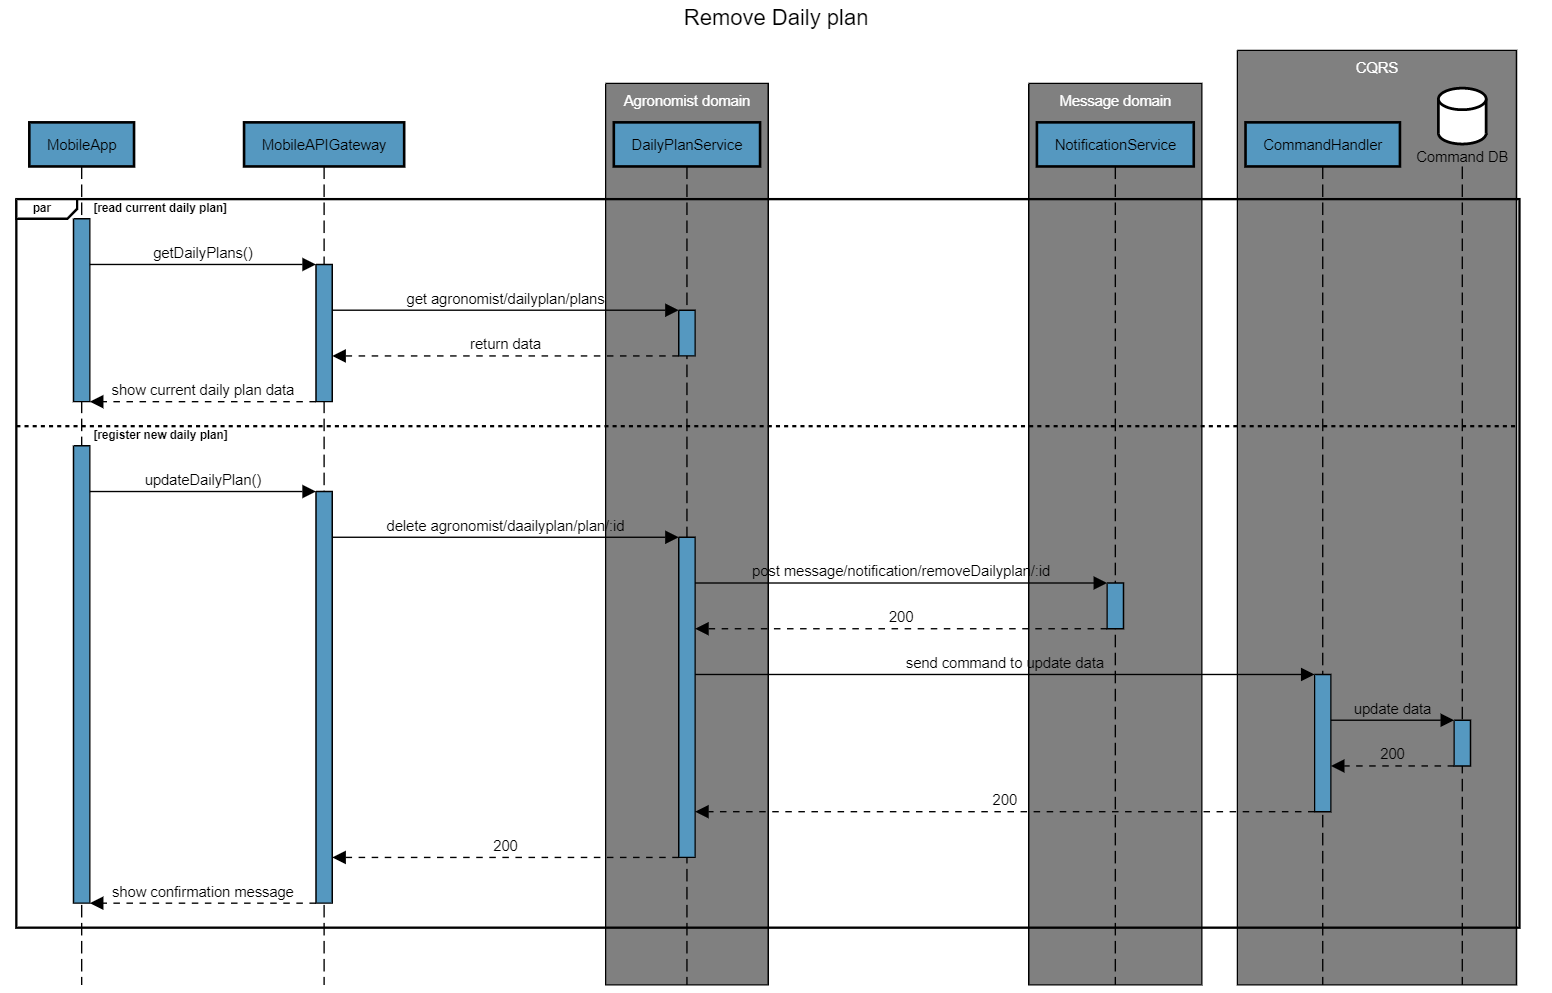 Remove Daily plan
CQRS
Agronomist domain
Message domain
MobileApp
MobileAPIGateway
DailyPlanService
NotificationService
CommandHandler
Command DB
par
[read current daily plan]
getDailyPlans()
get agronomist/dailyplan/plans
return data
show current daily plan data
[register new daily plan]
updateDailyPlan()
delete agronomist/daailyplan/plan/:id
post message/notification/removeDailyplan/:id
200
send command to update data
update data
200
200
200
show confirmation message